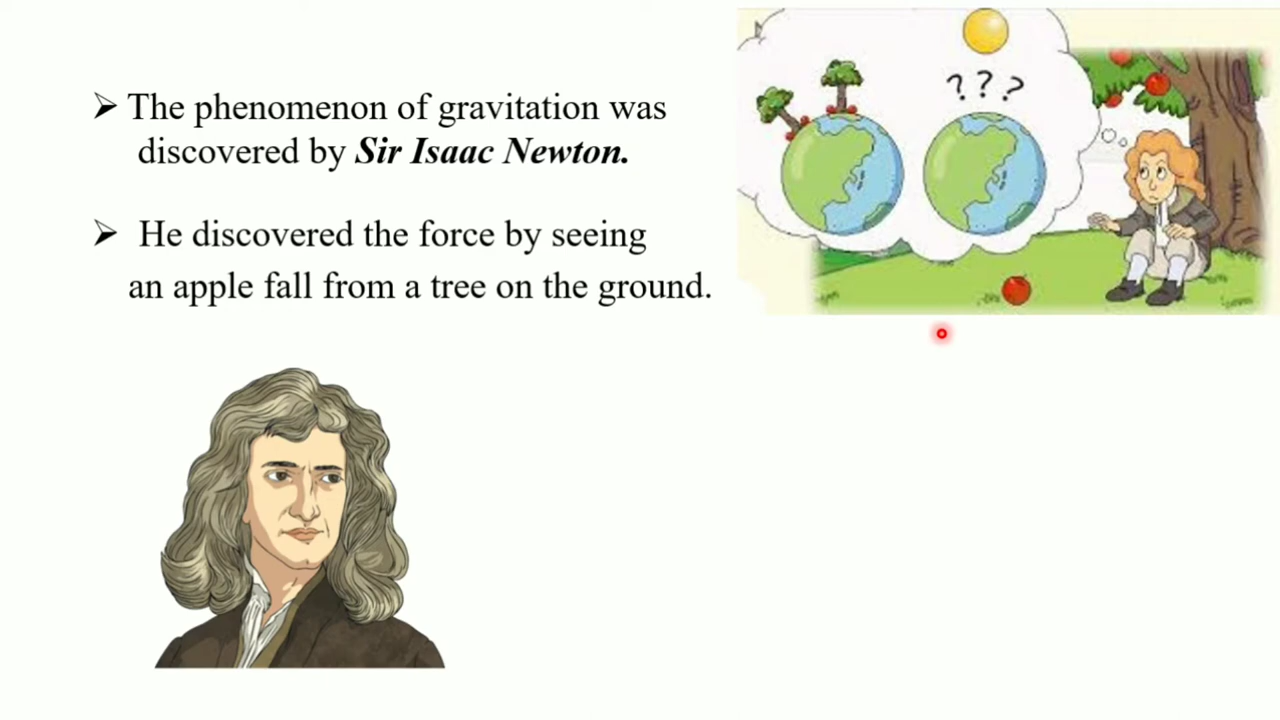 ➢ The phenomenon of gravitation was
discovered by Sir Isaac Newton.
➢ He discovered the force by seeing
an apple fall from a tree on the ground.
? ? ?